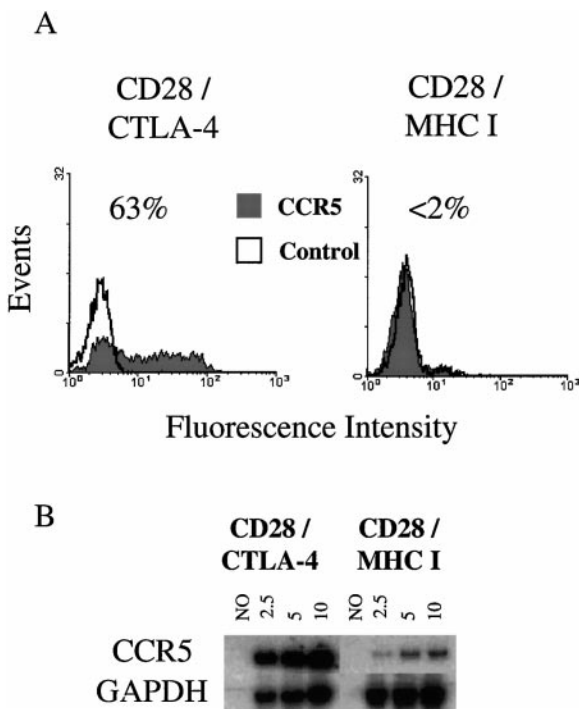 A
CD28 /
CTLA-4
CD28 /
MHC I
32
63%
CCR5
Control
32
<2%
Events
0
10⁰ 10¹ 10² 10³
0
10⁰ 10¹ 10² 10³
Fluorescence Intensity
B
CD28 /
CTLA-4
CD28 /
MHC I
NO 2.5 5 10 NO 2.5 5 10
CCR5
GAPDH